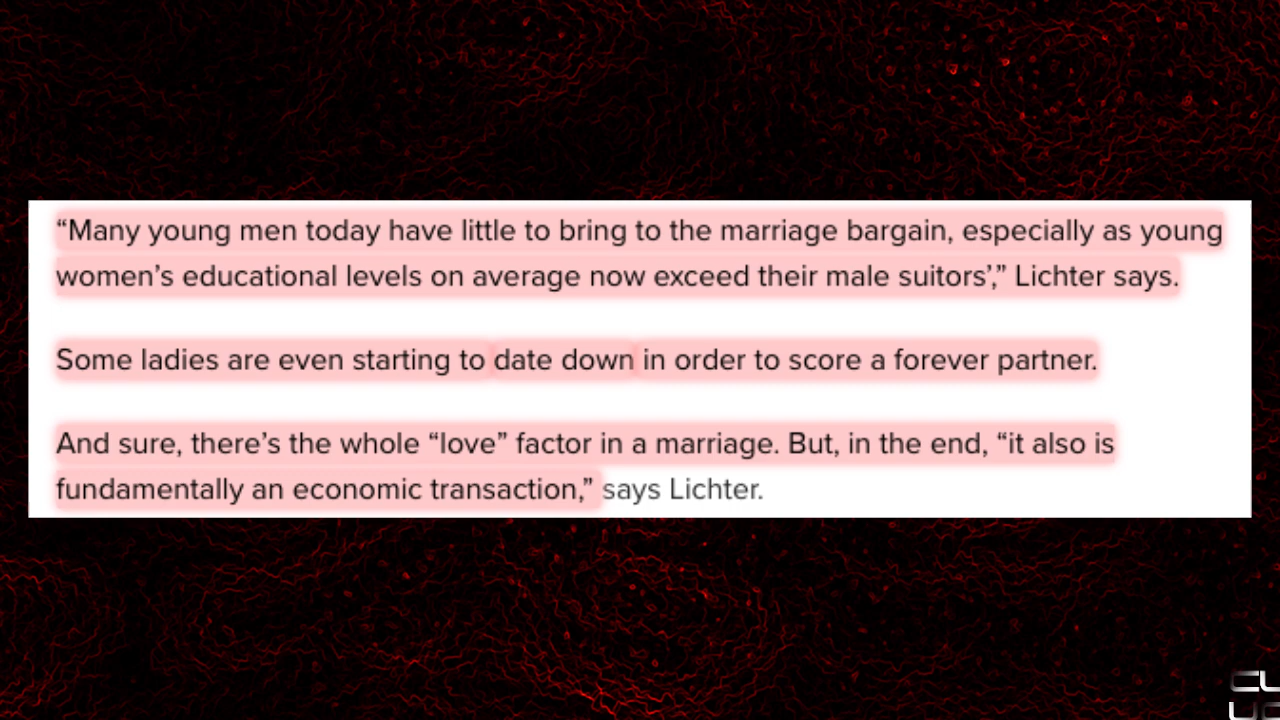 “Many young men today have little to bring to the marriage bargain, especially as young
women’s educational levels on average now exceed their male suitors’,” Lichter says.
Some ladies are even starting to date down in order to score a forever partner.
And sure, there’s the whole “love” factor in a marriage. But, in the end, “it also is
fundamentally an economic transaction,” says Lichter.